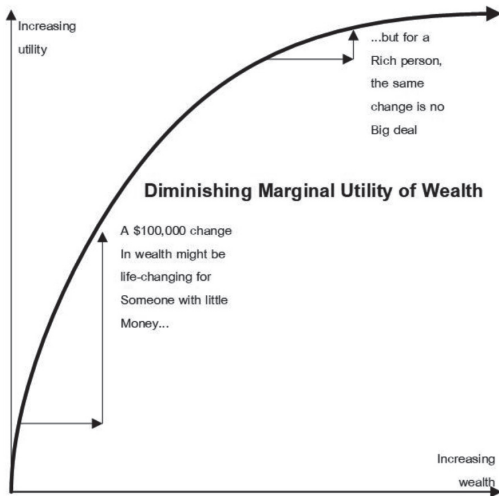 Increasing
utility
...but for a
Rich person,
the same
change is no
Big deal
Diminishing Marginal Utility of Wealth
A $100,000 change
In wealth might be
life-changing for
Someone with little
Money...
Increasing
wealth